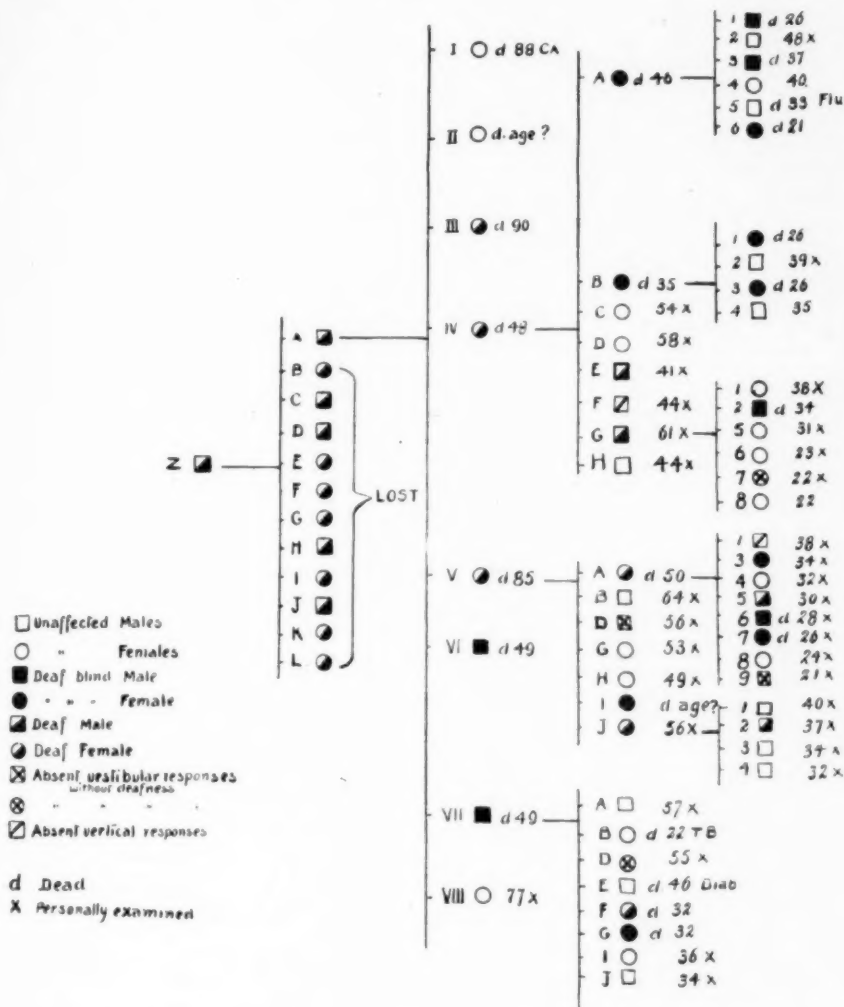 Z
A
B
C
D
E
F
G
H
I
J
K
L
LOST
I d 88 CA
II d. age ?
III d 90
IV d 48
V d 85
VI d 49
VII d 49
VIII 77 x
A d 46
B d 35
C 54 x
D 58 x
E 41 x
F 44 x
G 61 x
H 44 x
A d 50
B 64 x
D 56 x
G 53 x
H 49 x
I d age?
J 56 x
A 57 x
B d 22 TB
D 55 x
E d 46 Diab
F d 32
G d 32
I 36 x
J 34 x
1 d 26
2 48 x
3 d 37
4 40
5 d 33 Flu
6 d 21
1 d 26
2 39 x
3 d 26
4 35
1 38 X
2 d 34
5 31 x
6 23 x
7 22 x
8 22
1 38 x
3 34 x
4 32 x
5 30 x
6 d 28 x
7 d 26 x
8 24 x
9 21 x
1 40 x
2 37 x
3 34 x
4 32 x
Unaffected Males
" Females
Deaf blind Male
" " " Female
Deaf Male
Deaf Female
Absent vestibular responses
without deafness
" " " "
Absent vertical responses
d Dead
X Personally examined